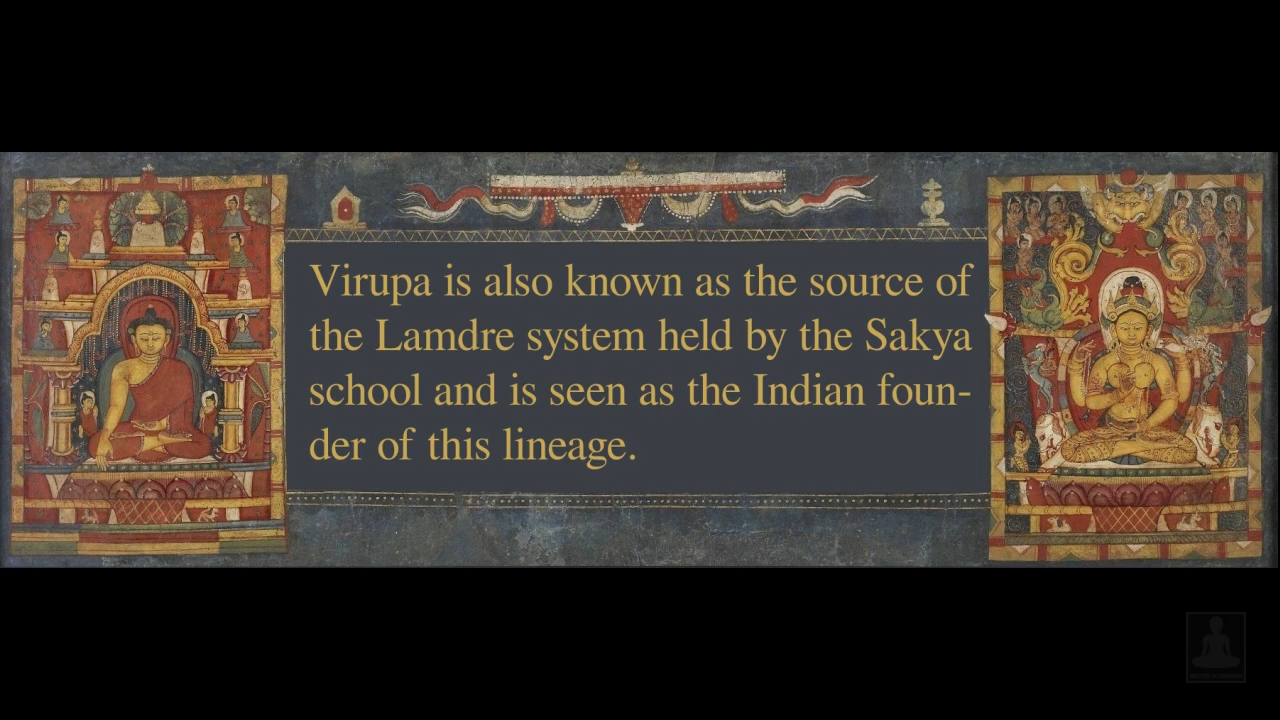 Virupa is also known as the source of
the Lamdre system held by the Sakya
school and is seen as the Indian foun-
der of this lineage.